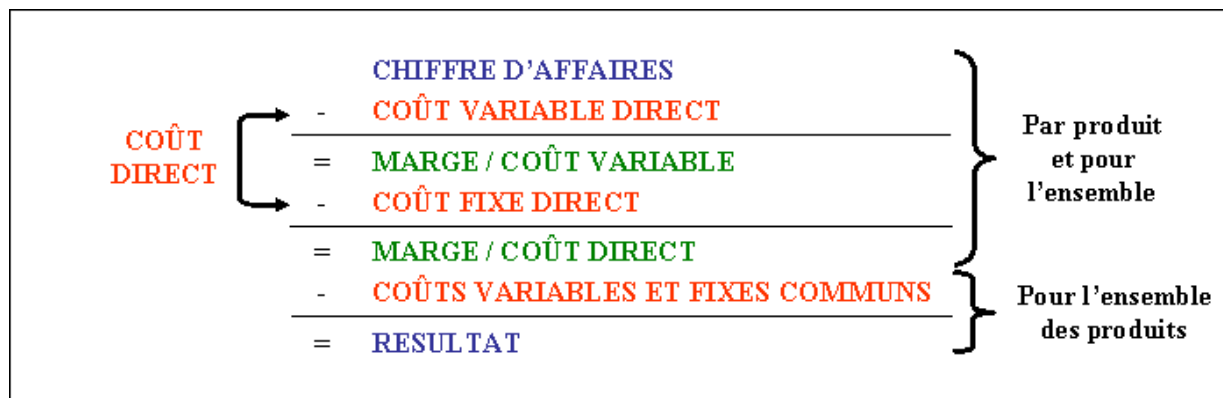 CHIFFRE D'AFFAIRES
- COÛT VARIABLE DIRECT
COÛT
DIRECT
= MARGE / COÛT VARIABLE
- COÛT FIXE DIRECT
= MARGE / COÛT DIRECT
- COÛTS VARIABLES ET FIXES COMMUNS
= RESULTAT
Par produit
et pour
l'ensemble
Pour l'ensemble
des produits